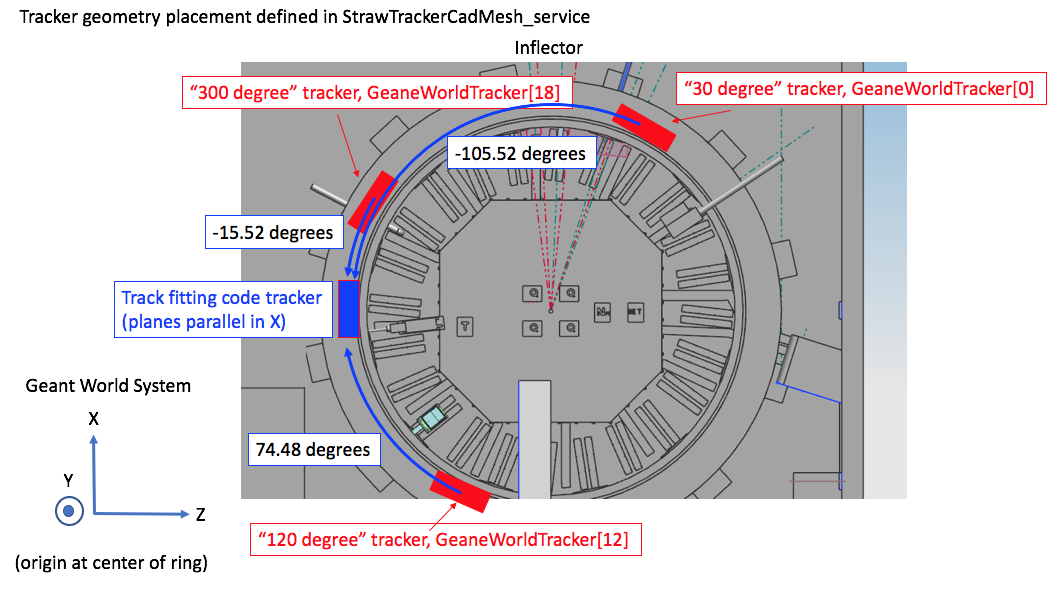 Tracker geometry placement defined in StrawTrackerCadMesh_service
Inflector
“300 degree” tracker, GeaneWorldTracker[18]
“30 degree” tracker, GeaneWorldTracker[0]
-105.52 degrees
-15.52 degrees
Track fitting code tracker
(planes parallel in X)
Q Q
Q Q
T
Geant World System
X
Y
Z
(origin at center of ring)
74.48 degrees
“120 degree” tracker, GeaneWorldTracker[12]